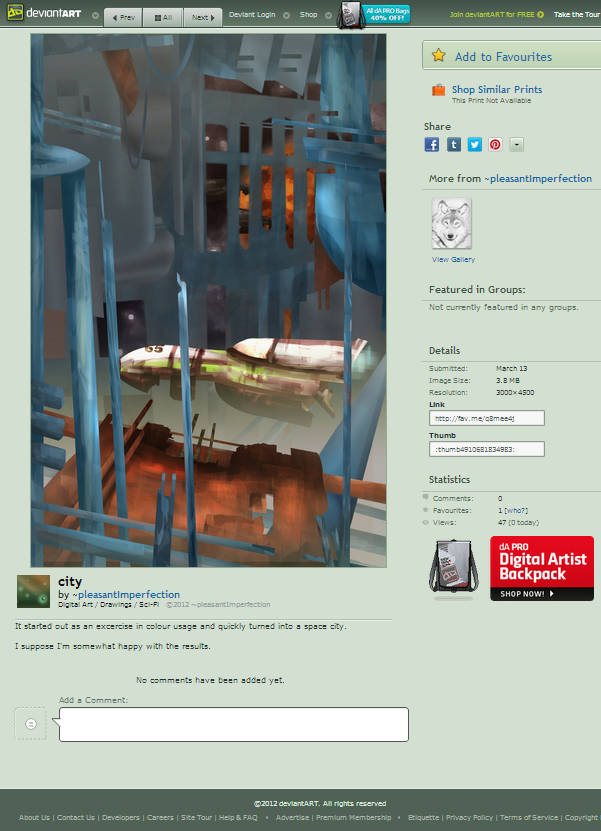 deviantART
Prev
All
Next
Deviant Login
Shop
All dA PRO Bags
40% OFF!
Join deviantART for FREE
Take the Tour
Add to Favourites
Shop Similar Prints
This Print Not Available
Share
More from ~pleasantImperfection
View Gallery
Featured in Groups:
Not currently featured in any groups.
Details
Submitted: March 13
Image Size: 3.8 MB
Resolution: 3000×4500
Link
http://fav.me/q8mea4j
Thumb
:thumb4910681834983:
Statistics
Comments: 0
Favourites: 1 [who?]
Views: 47 (0 today)
65
dA PRO
Digital Artist
Backpack
SHOP NOW!
city
by ~pleasantImperfection
Digital Art / Drawings / Sci-Fi ©2012 ~pleasantImperfection
It started out as an excercise in colour usage and quickly turned into a space city.
I suppose I'm somewhat happy with the results.
No comments have been added yet.
Add a Comment:
©2012 deviantART. All rights reserved
About Us | Contact Us | Developers | Careers | Site Tour | Help & FAQ • Advertise | Premium Membership • Etiquette | Privacy Policy | Terms of Service | Copyright